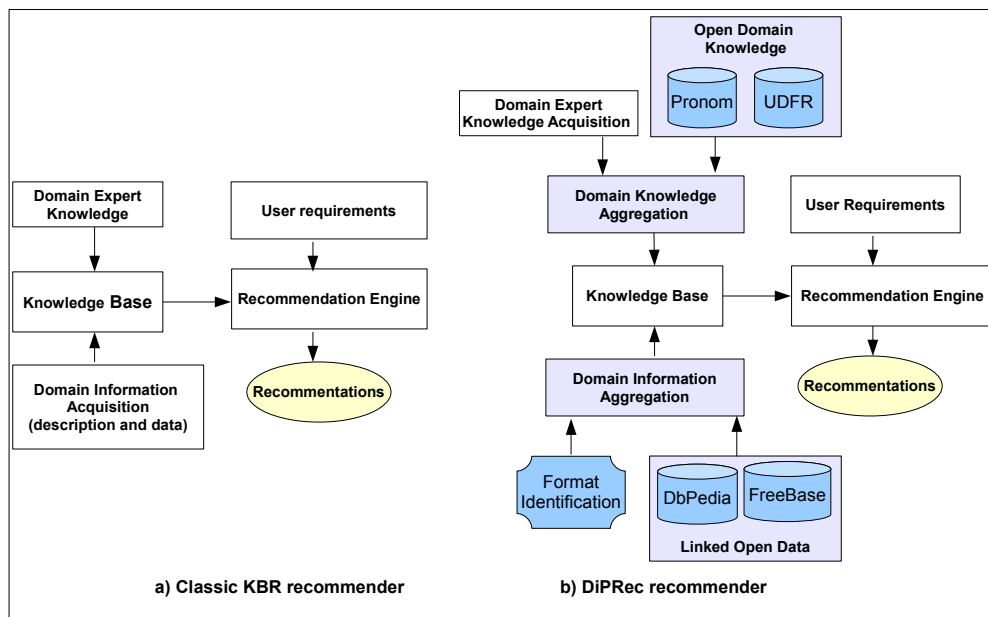 Domain Expert
Knowledge
User requirements
Knowledge Base
Recommendation Engine
Domain Information
Acquisition
(description and data)
Recommentations
a) Classic KBR recommender
Open Domain
Knowledge
Pronom
UDFR
Domain Expert
Knowledge Acquisition
Domain Knowledge
Aggregation
User Requirements
Knowledge Base
Recommendation Engine
Domain Information
Aggregation
Recommentations
Format
Identification
DbPedia
FreeBase
Linked Open Data
b) DiPRec recommender